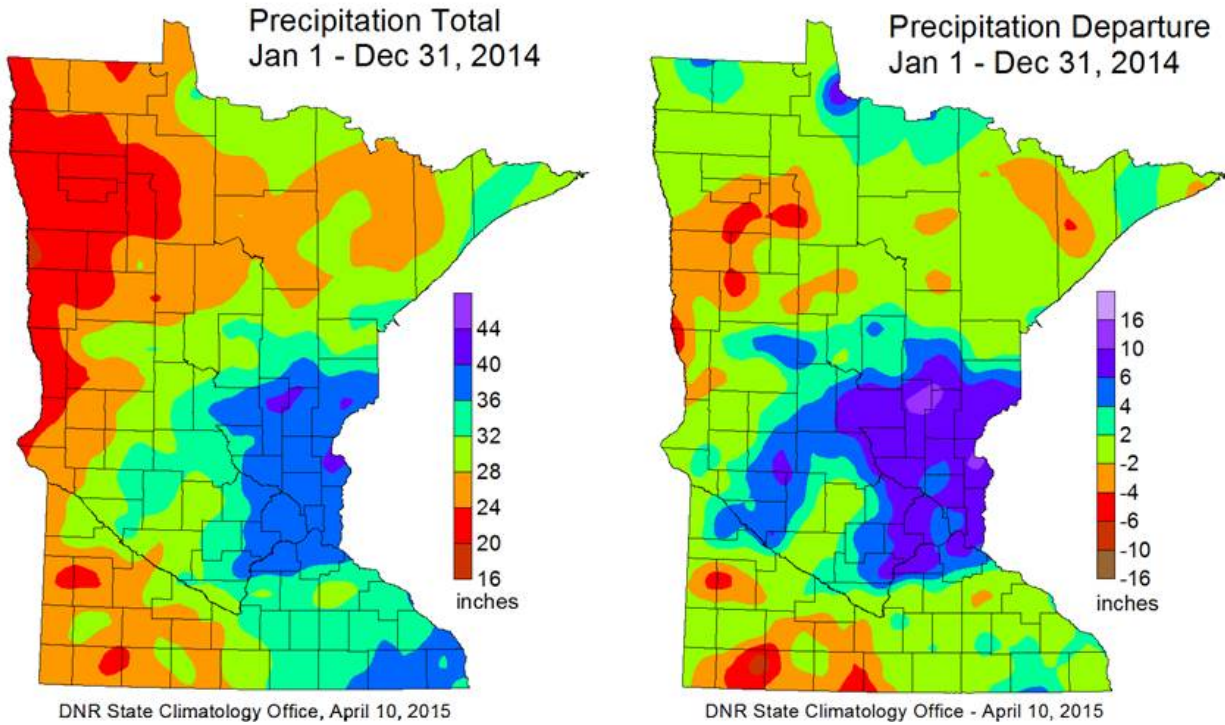 Precipitation Total
Jan 1 - Dec 31, 2014
44
40
36
32
28
24
20
16
inches
DNR State Climatology Office, April 10, 2015
Precipitation Departure
Jan 1 - Dec 31, 2014
16
10
6
4
2
-2
-4
-6
-10
-16
inches
DNR State Climatology Office - April 10, 2015